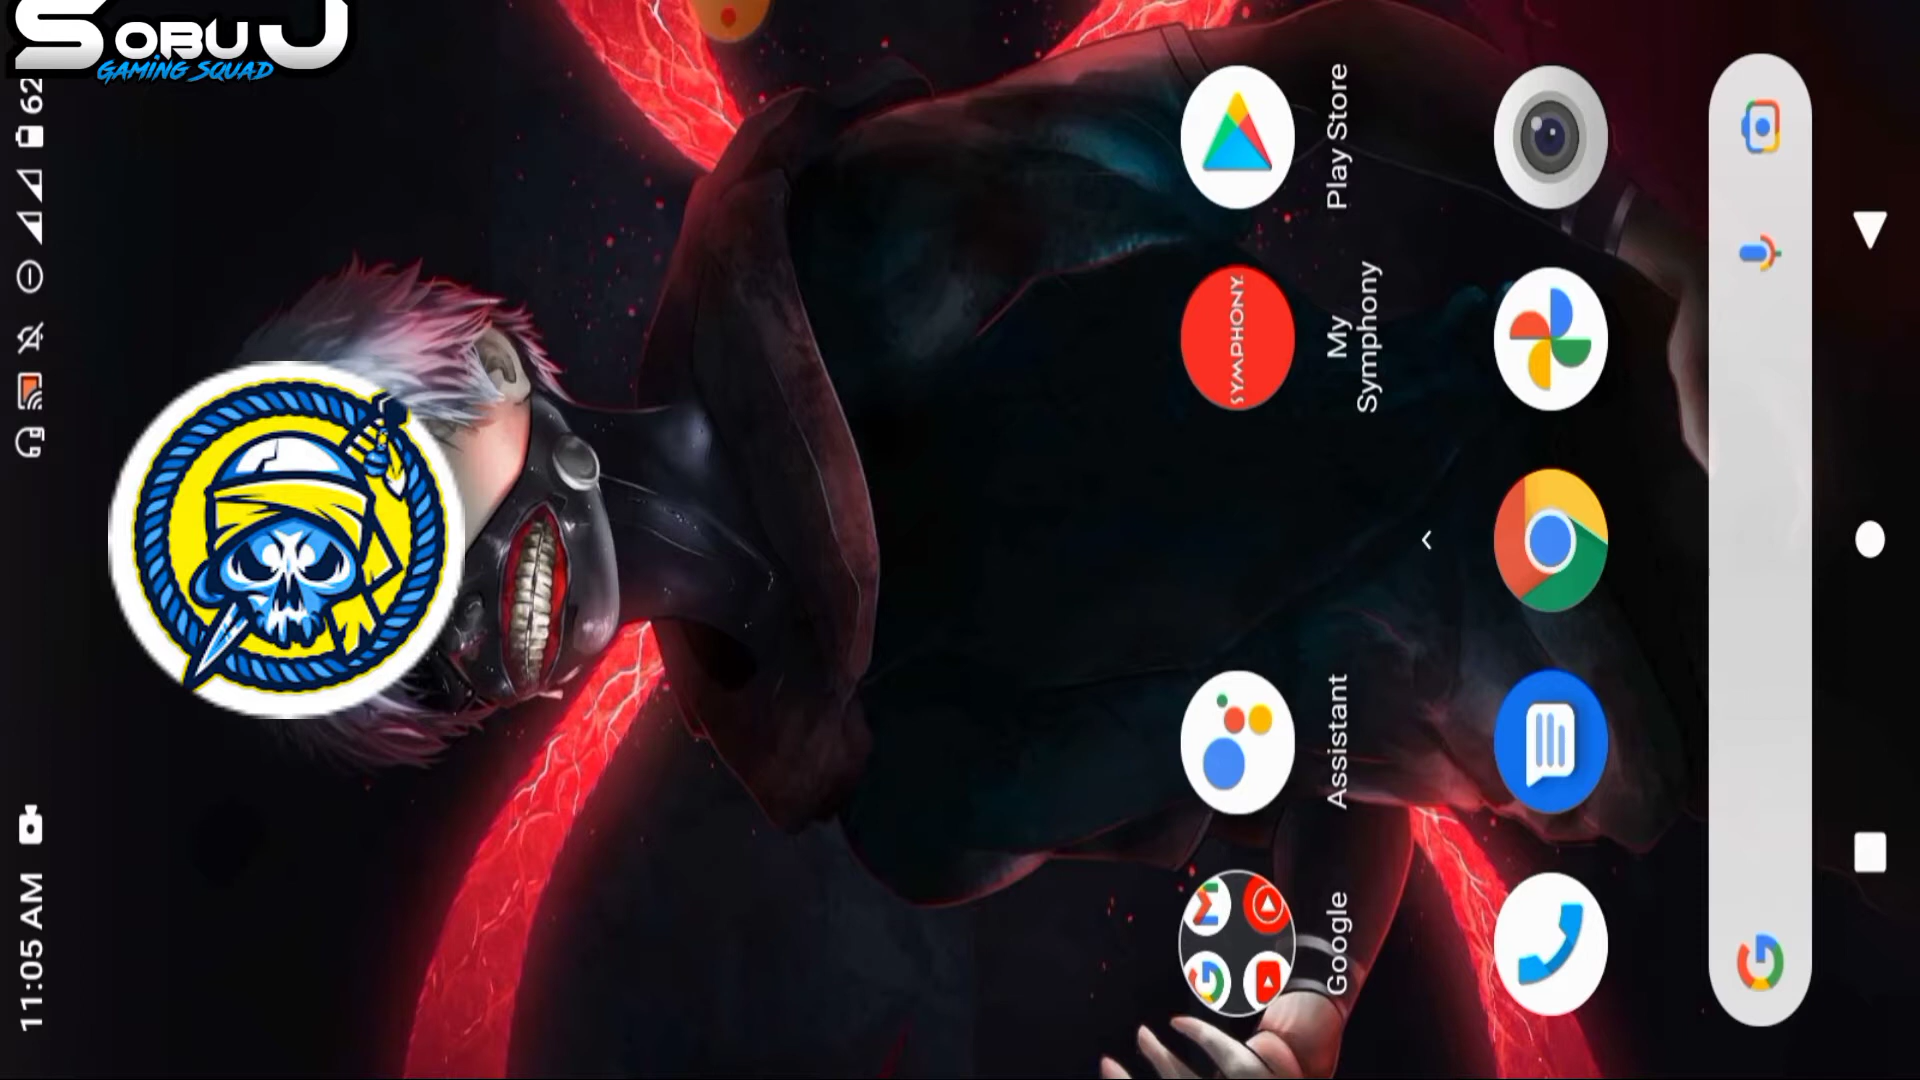 SOBUJ
GAMING SQUAD
11:05 AM
62
Google
Assistant
My
Symphony
Play Store
SYMPHONY